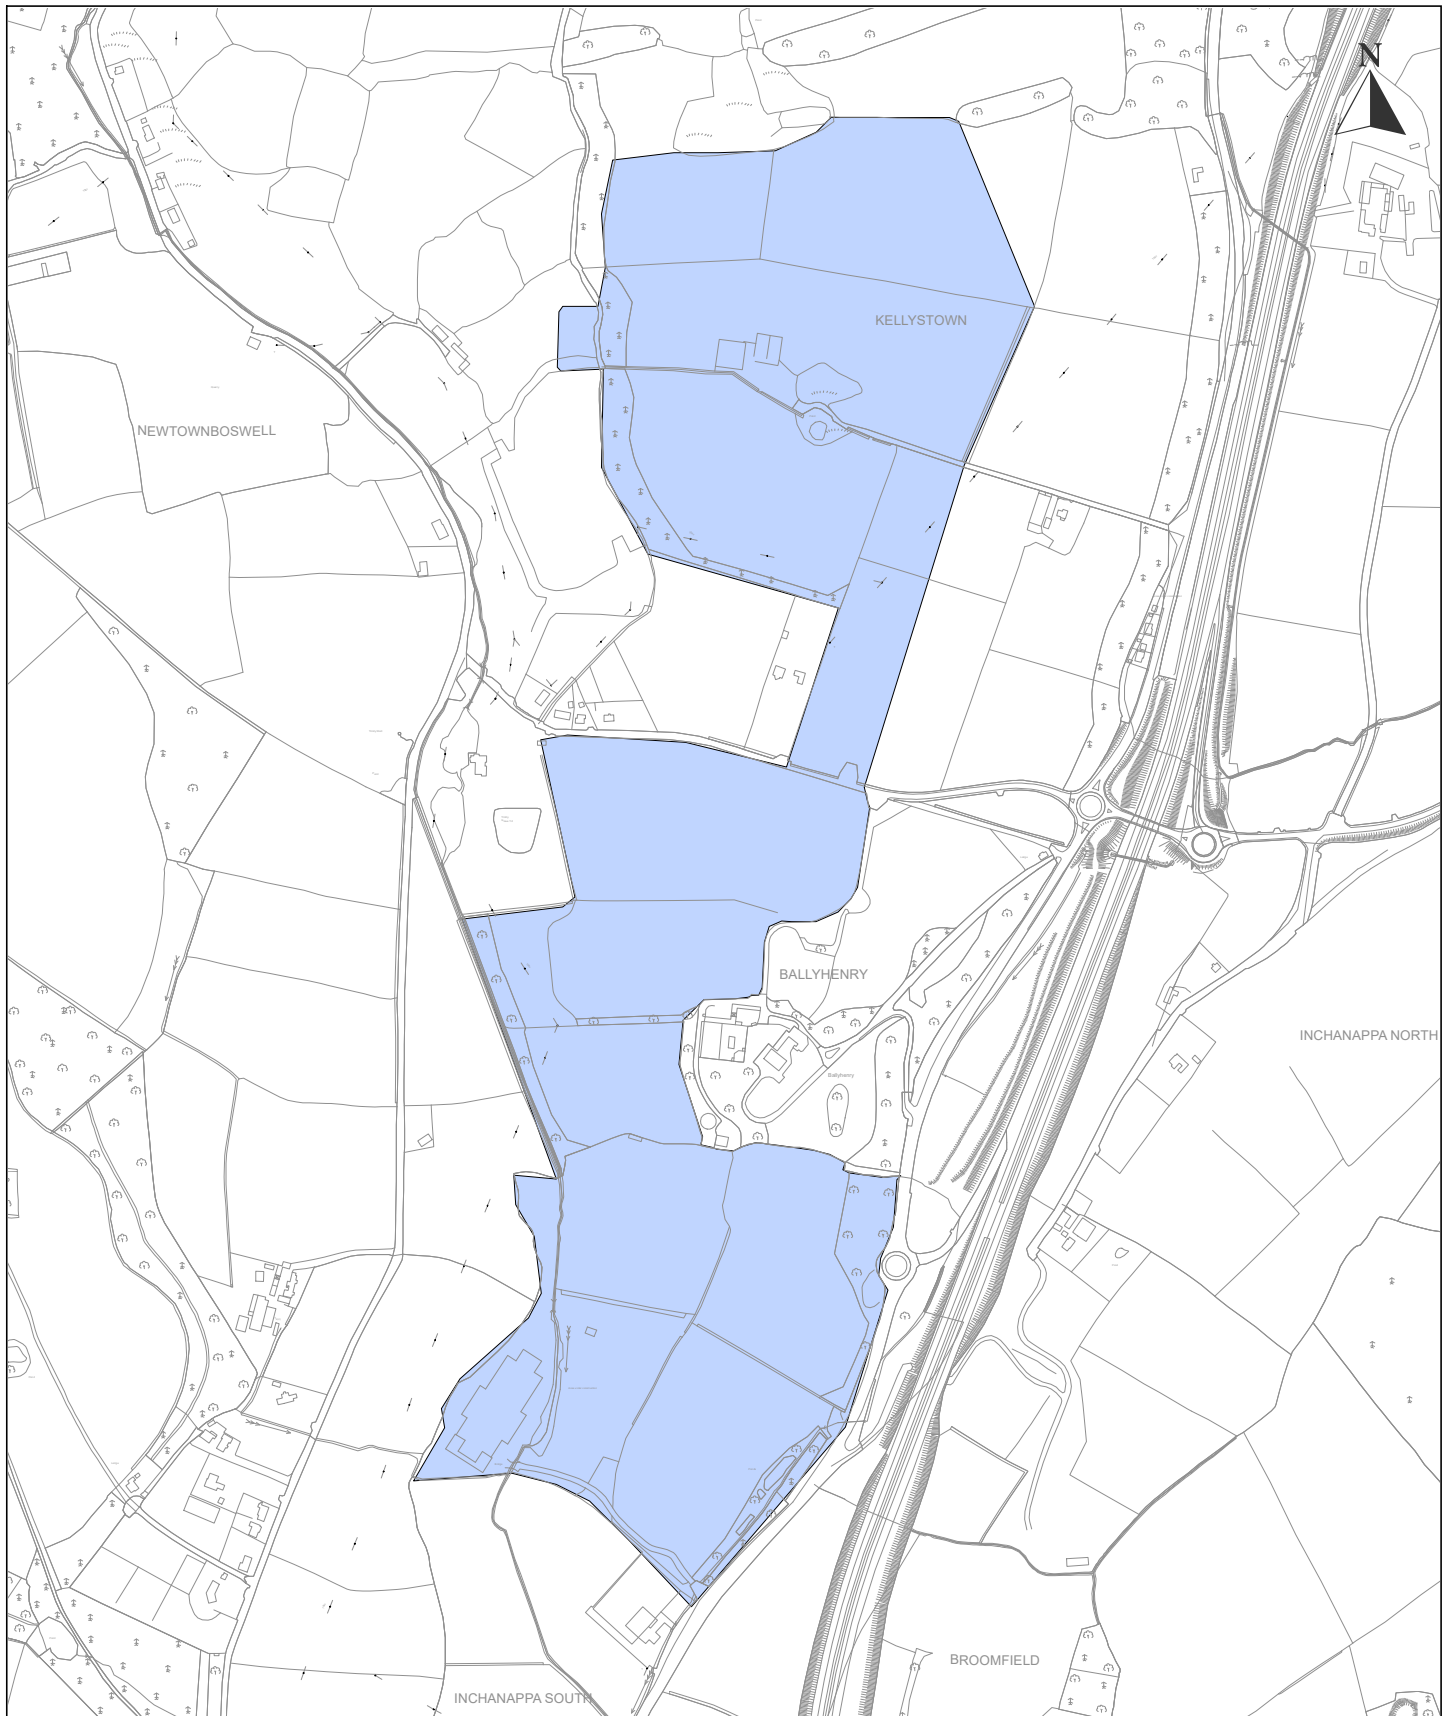 N
KELLYSTOWN
NEWTOWNBOSWELL
BALLYHENRY
INCHANAPPA NORTH
Ballyhenry
BROOMFIELD
INCHANAPPA SOUTH